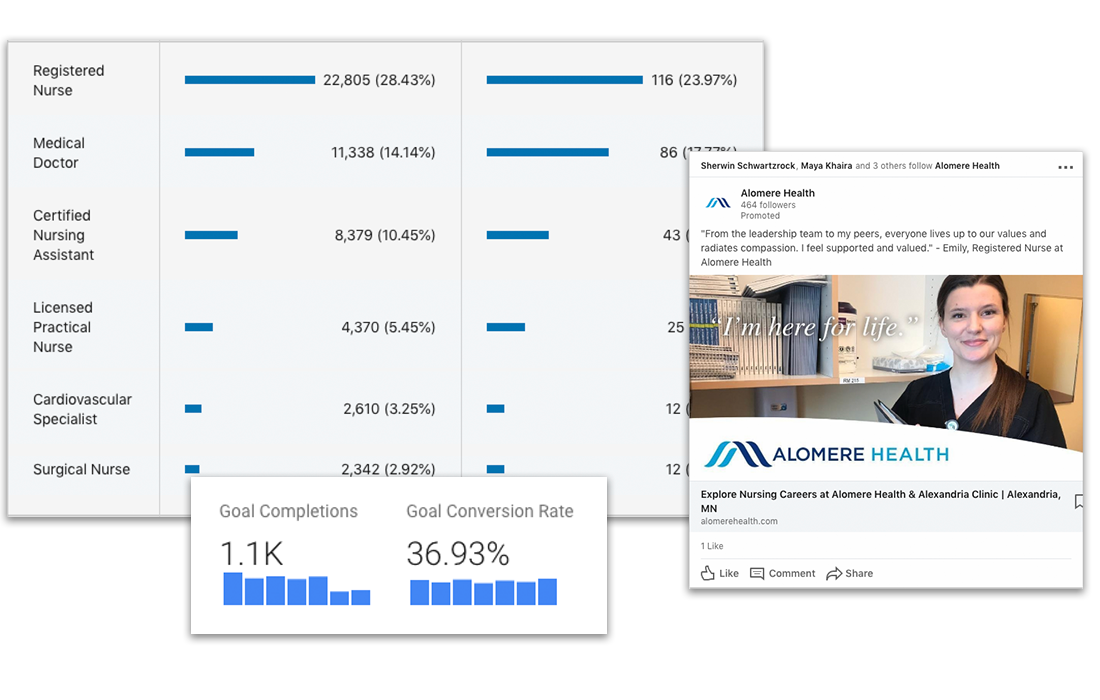 Registered
Nurse
22,805 (28.43%)
116 (23.97%)
Medical
Doctor
11,338 (14.14%)
86
Certified
Nursing
Assistant
8,379 (10.45%)
43
Licensed
Practical
Nurse
4,370 (5.45%)
25
Cardiovascular
Specialist
2,610 (3.25%)
12
Surgical Nurse
2,342 (2.92%)
12
Goal Completions
1.1K
Goal Conversion Rate
36.93%
Sherwin Schwartzrock, Maya Khaira and 3 others follow Alomere Health
Alomere Health
464 followers
Promoted
"From the leadership team to my peers, everyone lives up to our values and
radiates compassion. I feel supported and valued." - Emily, Registered Nurse at
Alomere Health
“I’m here for life.”
RM 215
ALOMERE HEALTH
Explore Nursing Careers at Alomere Health & Alexandria Clinic | Alexandria,
MN
alomerehealth.com
1 Like
Like
Comment
Share